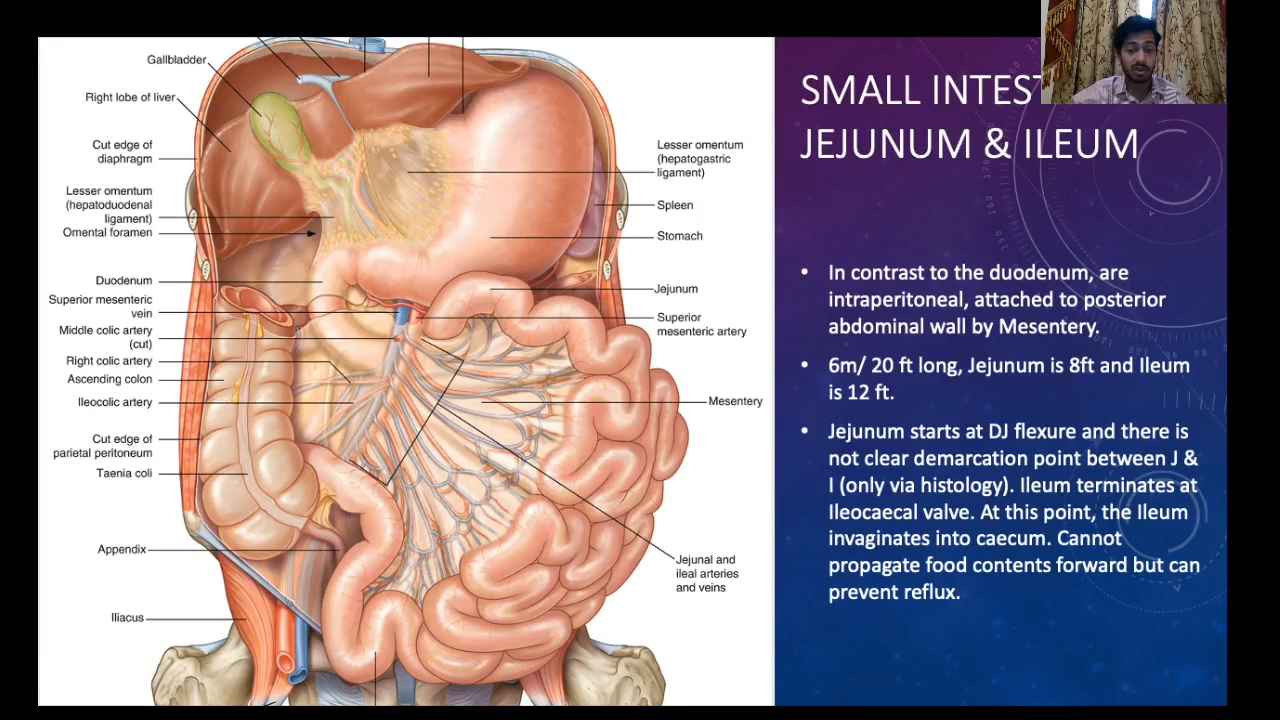 Gallbladder
Right lobe of liver
Cut edge of
diaphragm
Lesser omentum
(hepatoduodenal
ligament)
Omental foramen
Duodenum
Superior mesenteric
vein
Middle colic artery
(cut)
Right colic artery
Ascending colon
Ileocolic artery
Cut edge of
parietal peritoneum
Taenia coli
Appendix
Iliacus
Lesser omentum
(hepatogastric
ligament)
Spleen
Stomach
Jejunum
Superior
mesenteric artery
Mesentery
Jejunal and
ileal arteries
and veins
SMALL INTEST
JEJUNUM & ILEUM
• In contrast to the duodenum, are
intraperitoneal, attached to posterior
abdominal wall by Mesentery.
• 6m/ 20 ft long, Jejunum is 8ft and Ileum
is 12 ft.
• Jejunum starts at DJ flexure and there is
not clear demarcation point between J &
I (only via histology). Ileum terminates at
Ileocaecal valve. At this point, the Ileum
invaginates into caecum. Cannot
propagate food contents forward but can
prevent reflux.